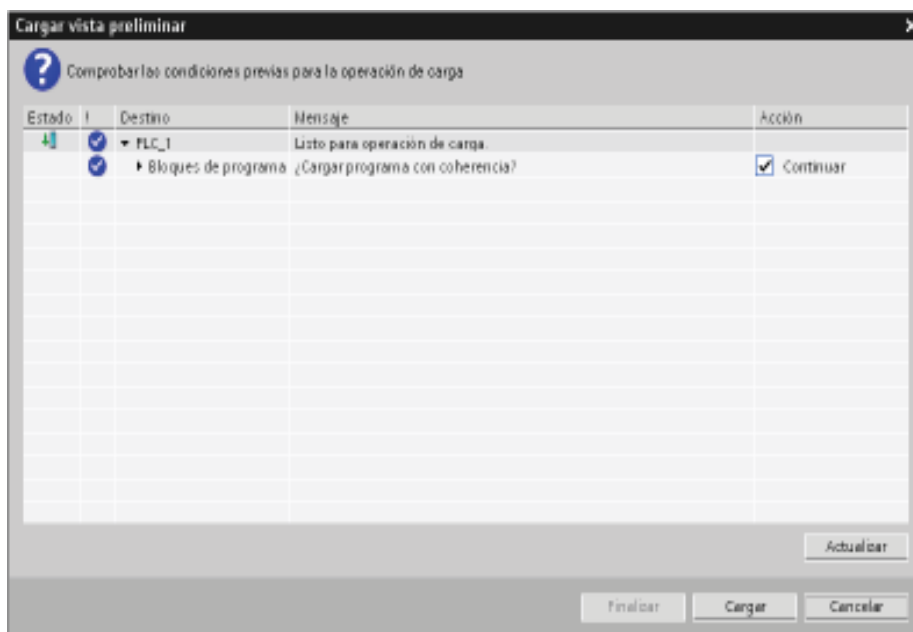 Cargar vista preliminar
Comprobar las condiciones previas para la operación de carga
Estado ! Destino Mensaje Acción
PLC_1 Listo para operación de carga.
Bloques de programa ¿Cargar programa con coherencia? Continuar
Actualizar
Finalizar Cargar Cancelar